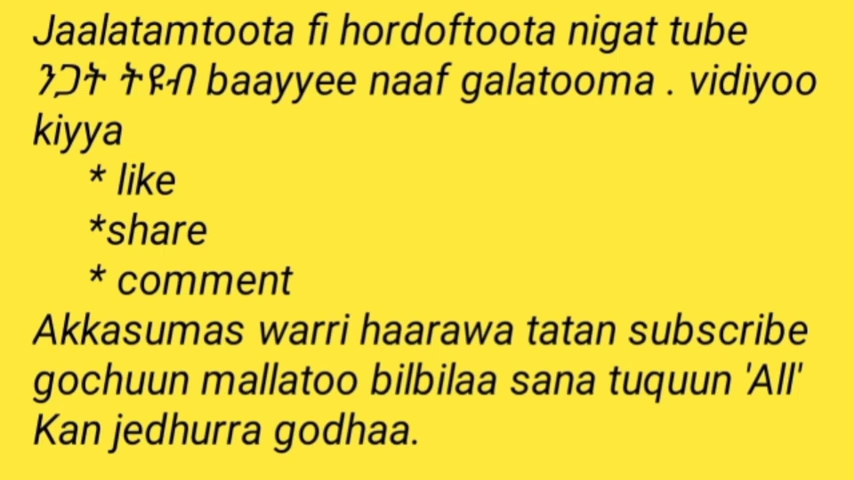 Jaalatamtoota fi hordoftoota nigat tube
ንጋት ትዩብ baayyee naaf galatooma . vidiyoo
kiyya
* like
*share
* comment
Akkasumas warri haarawa tatan subscribe
gochuun mallatoo bilbilaa sana tuquun 'All'
Kan jedhurra godhaa.